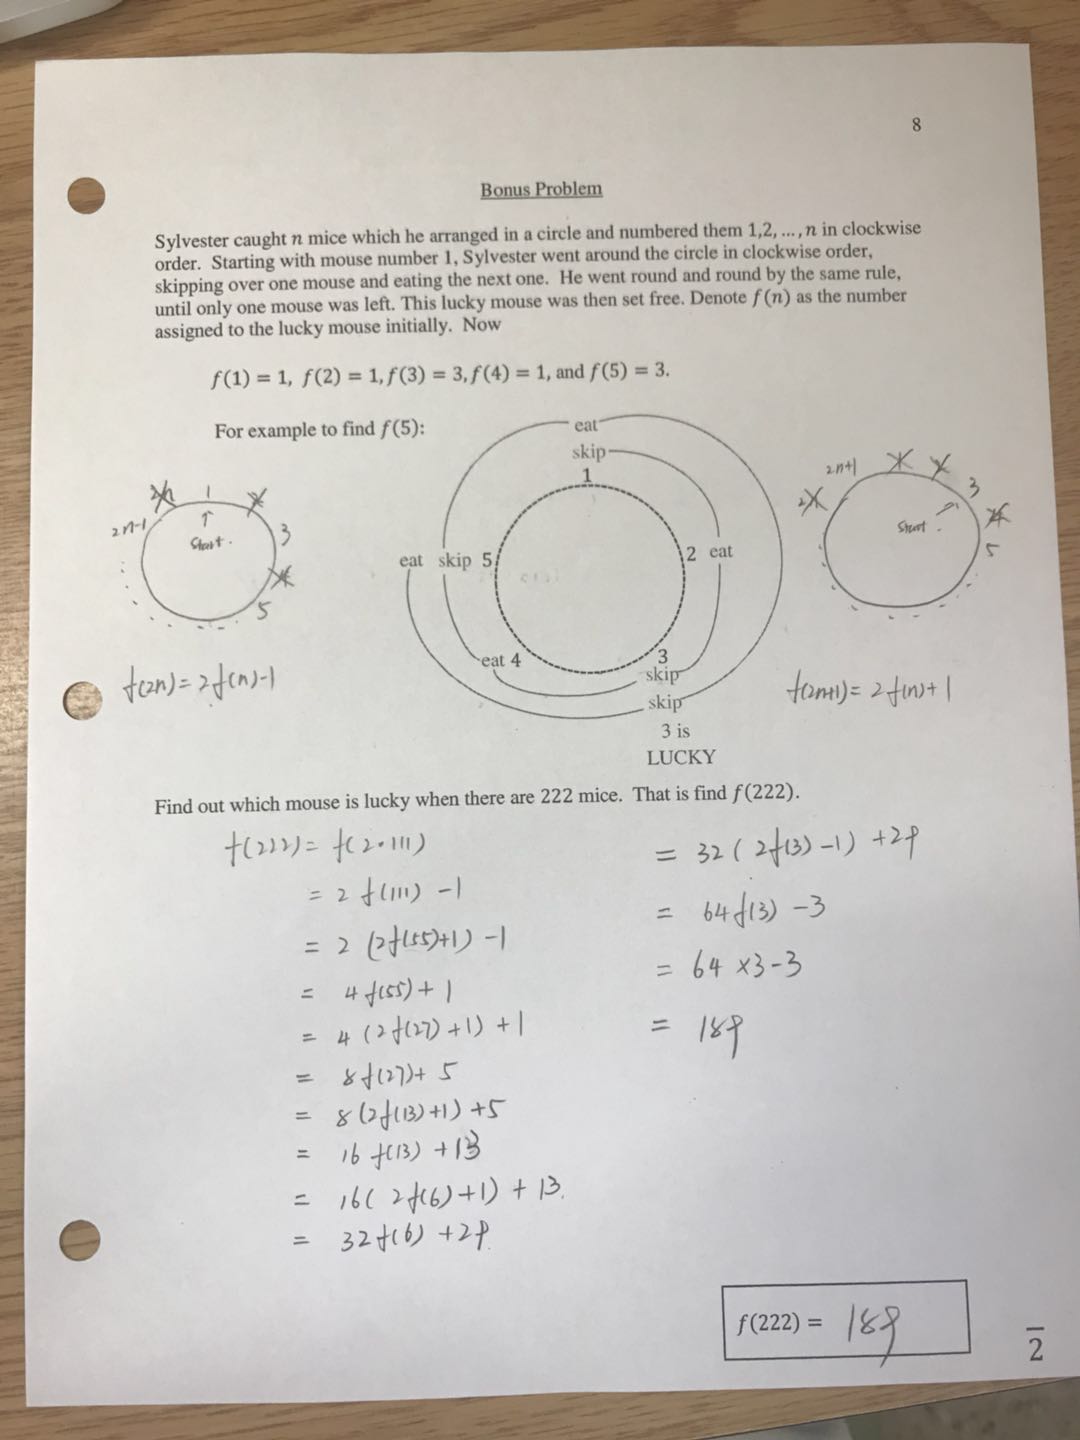 8
Bonus Problem
Sylvester caught n mice which he arranged in a circle and numbered them 1,2, ... , n in clockwise
order. Starting with mouse number 1, Sylvester went around the circle in clockwise order,
skipping over one mouse and eating the next one. He went round and round by the same rule,
until only one mouse was left. This lucky mouse was then set free. Denote f(n) as the number
assigned to the lucky mouse initially. Now
f(1) = 1, f(2) = 1, f(3) = 3, f(4) = 1, and f(5) = 3.
For example to find f(5):
eat
skip
1
2 eat
3
skip
skip
3 is
LUCKY
eat 4
eat skip 5
2n-1 1 3 5
Start.
f(2n) = 2f(n)-1
2n+1 3 5
Start.
f(2n+1) = 2f(n)+1
Find out which mouse is lucky when there are 222 mice. That is find f(222).
f(222) = f(2·111)
= 2f(111) -1
= 2 (2f(55)+1) -1
= 4f(55) + 1
= 4 (2f(27) +1) +1
= 8f(27)+ 5
= 8(2f(13)+1) +5
= 16 f(13) +13
= 16( 2f(6)+1) + 13.
= 32f(6) +29.
= 32( 2f(3) -1) +29
= 64f(3) -3
= 64 ×3-3
= 189
f(222) = 189
2